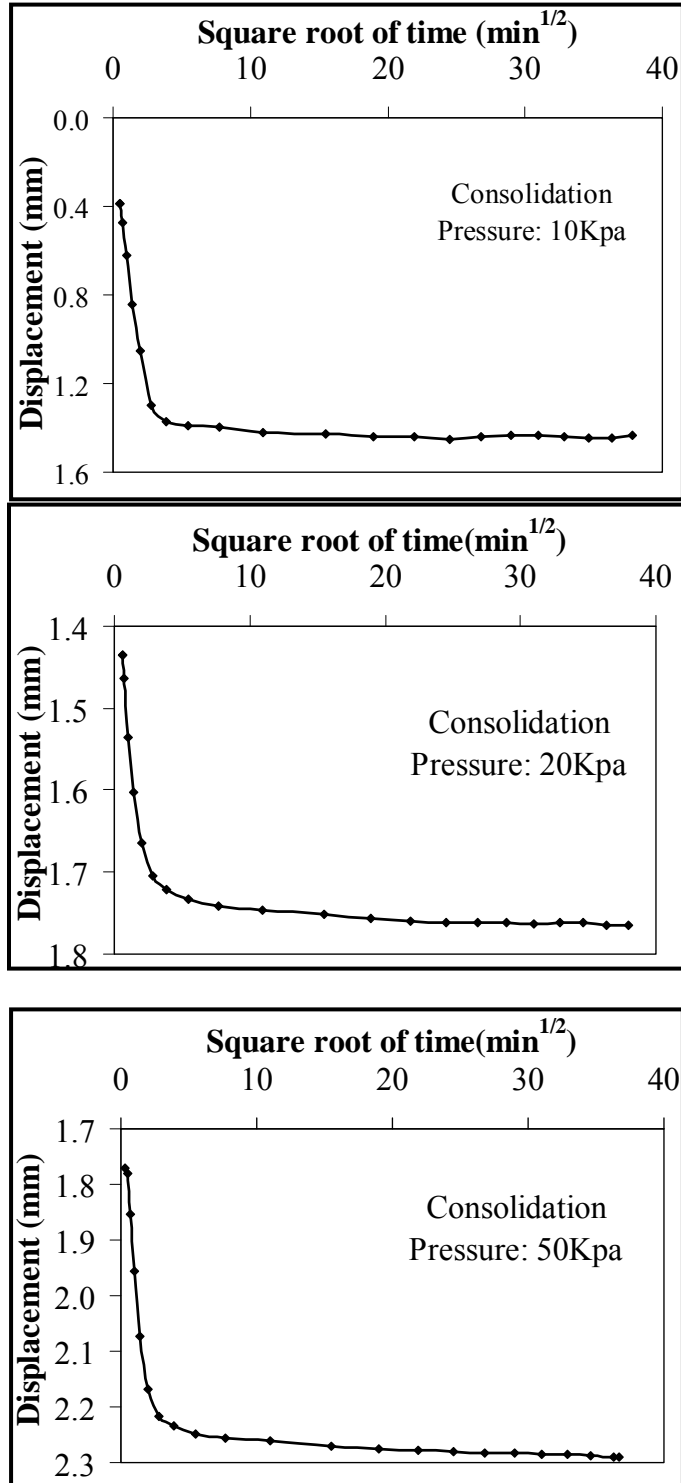 Square root of time (min1/2)
0 10 20 30 40
Displacement (mm)
0.0
0.4
0.8
1.2
1.6
Consolidation
Pressure: 10Kpa
Square root of time(min1/2)
0 10 20 30 40
Displacement (mm)
1.4
1.5
1.6
1.7
1.8
Consolidation
Pressure: 20Kpa
Square root of time(min1/2)
0 10 20 30 40
Displacement (mm)
1.7
1.8
1.9
2.0
2.1
2.2
2.3
Consolidation
Pressure: 50Kpa